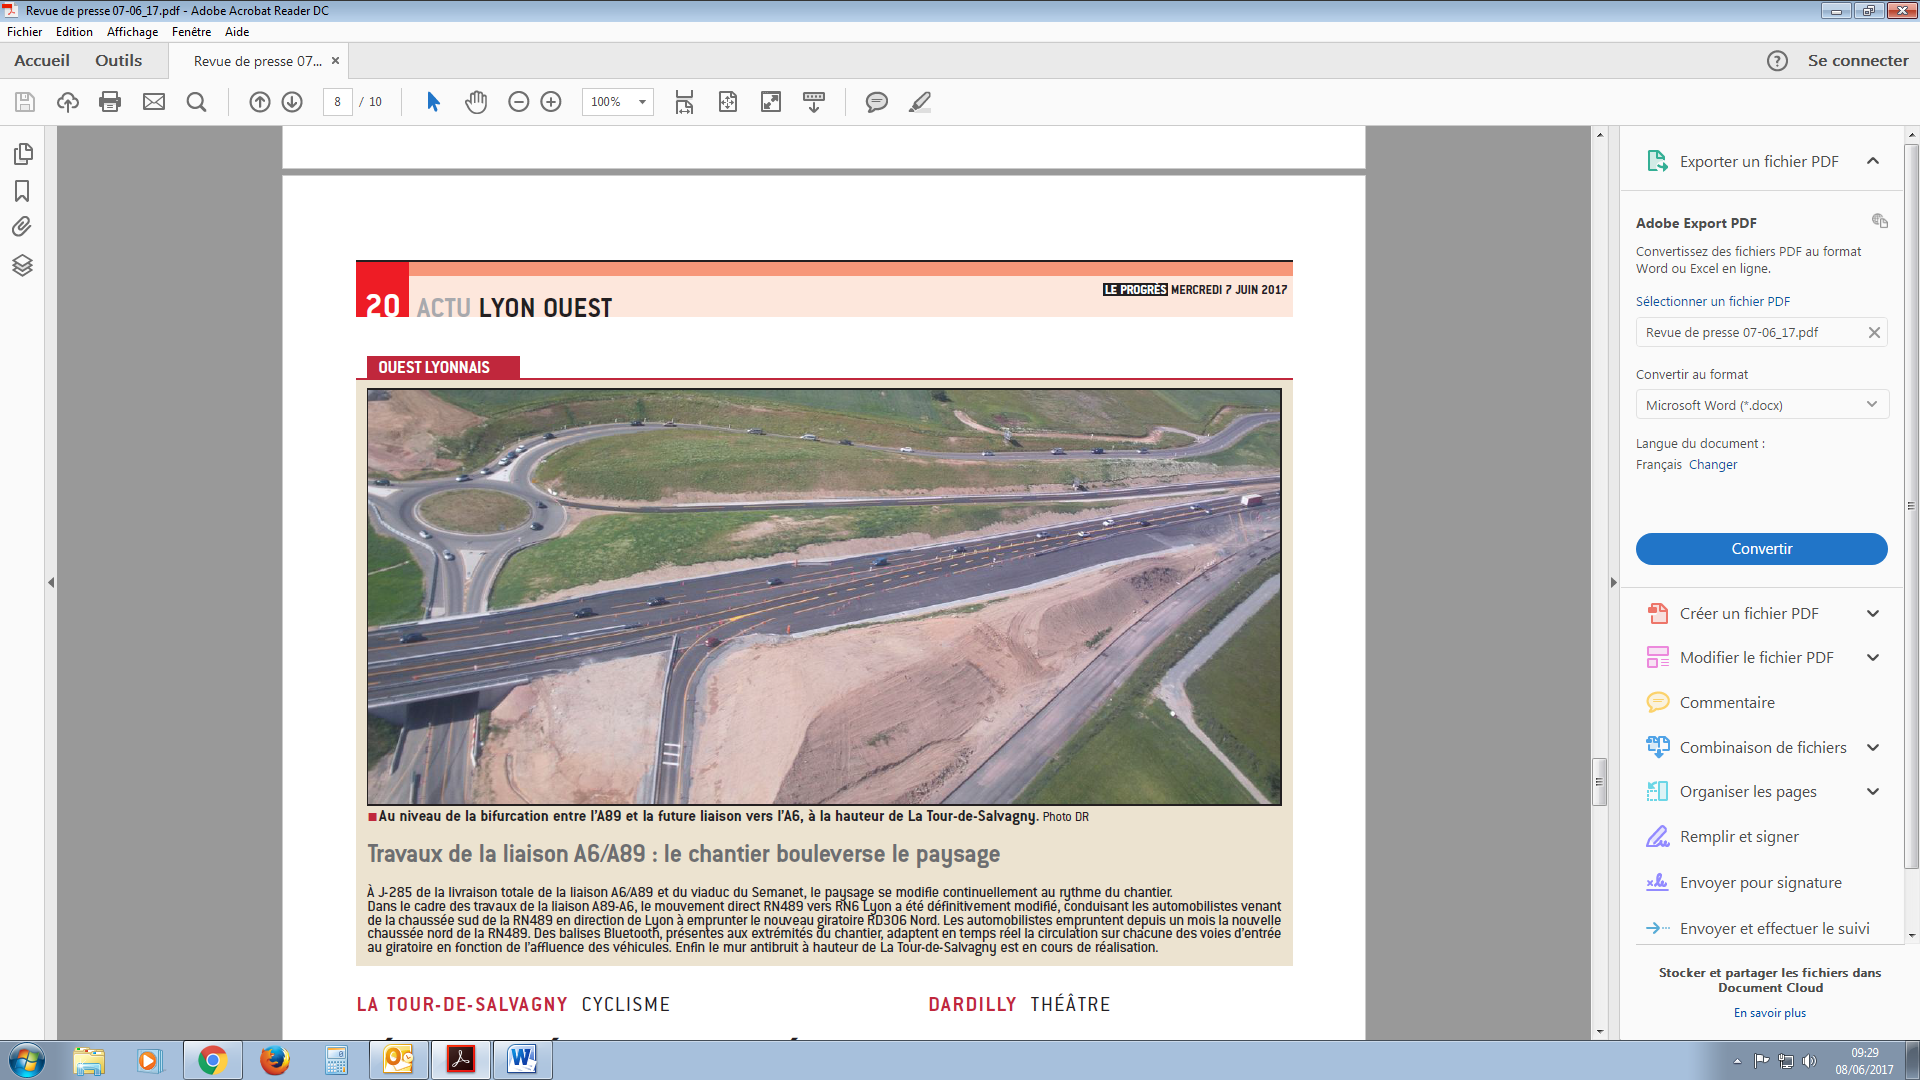 Revue de presse 07-06_17.pdf - Adobe Acrobat Reader DC
Fichier Edition Affichage Fenêtre Aide
Accueil Outils Revue de presse 07... × ? Se connecter
8 / 10 100%
Exporter un fichier PDF
Adobe Export PDF
Convertissez des fichiers PDF au format
Word ou Excel en ligne.
Sélectionner un fichier PDF
Revue de presse 07-06_17.pdf
Convertir au format
Microsoft Word (*.docx)
Langue du document :
Français Changer
Convertir
Créer un fichier PDF
Modifier le fichier PDF
Commentaire
Combinaison de fichiers
Organiser les pages
Remplir et signer
Envoyer pour signature
Envoyer et effectuer le suivi
Stocker et partager les fichiers dans
Document Cloud
En savoir plus
20 ACTU LYON OUEST
LE PROGRÈS MERCREDI 7 JUIN 2017
OUEST LYONNAIS
Au niveau de la bifurcation entre l'A89 et la future liaison vers l'A6, à la hauteur de La Tour-de-Salvagny. Photo DR
Travaux de la liaison A6/A89 : le chantier bouleverse le paysage
À J-285 de la livraison totale de la liaison A6/A89 et du viaduc du Semanet, le paysage se modifie continuellement au rythme du chantier.
Dans le cadre des travaux de la liaison A89-A6, le mouvement direct RN489 vers RN6 Lyon a été définitivement modifié, conduisant les automobilistes venant
de la chaussée sud de la RN489 en direction de Lyon à emprunter le nouveau giratoire RD306 Nord. Les automobilistes empruntent depuis un mois la nouvelle
chaussée nord de la RN489. Des balises Bluetooth, présentes aux extrémités du chantier, adaptent en temps réel la circulation sur chacune des voies d'entrée
au giratoire en fonction de l'affluence des véhicules. Enfin le mur antibruit à hauteur de La Tour-de-Salvagny est en cours de réalisation.
LA TOUR-DE-SALVAGNY CYCLISME
DARDILLY THÉÂTRE
09:29
08/06/2017